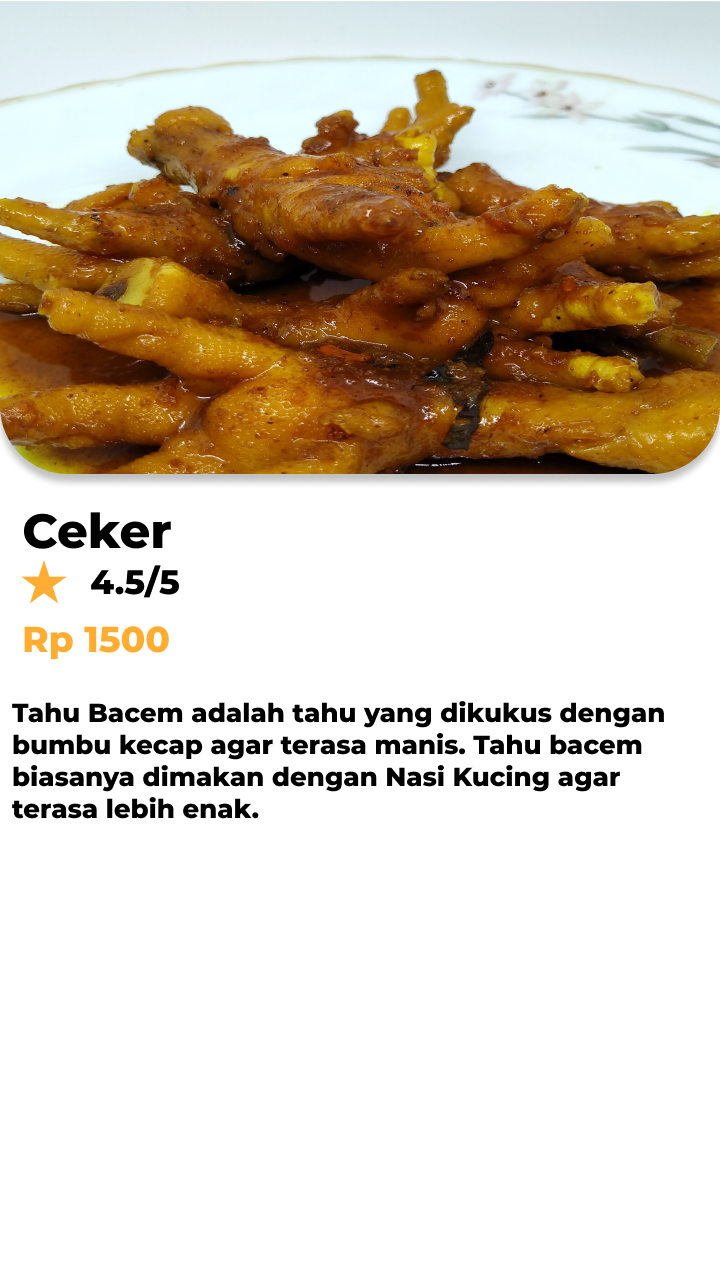 Ceker
4.5/5
Rp 1500
Tahu Bacem adalah tahu yang dikukus dengan
bumbu kecap agar terasa manis. Tahu bacem
biasanya dimakan dengan Nasi Kucing agar
terasa lebih enak.